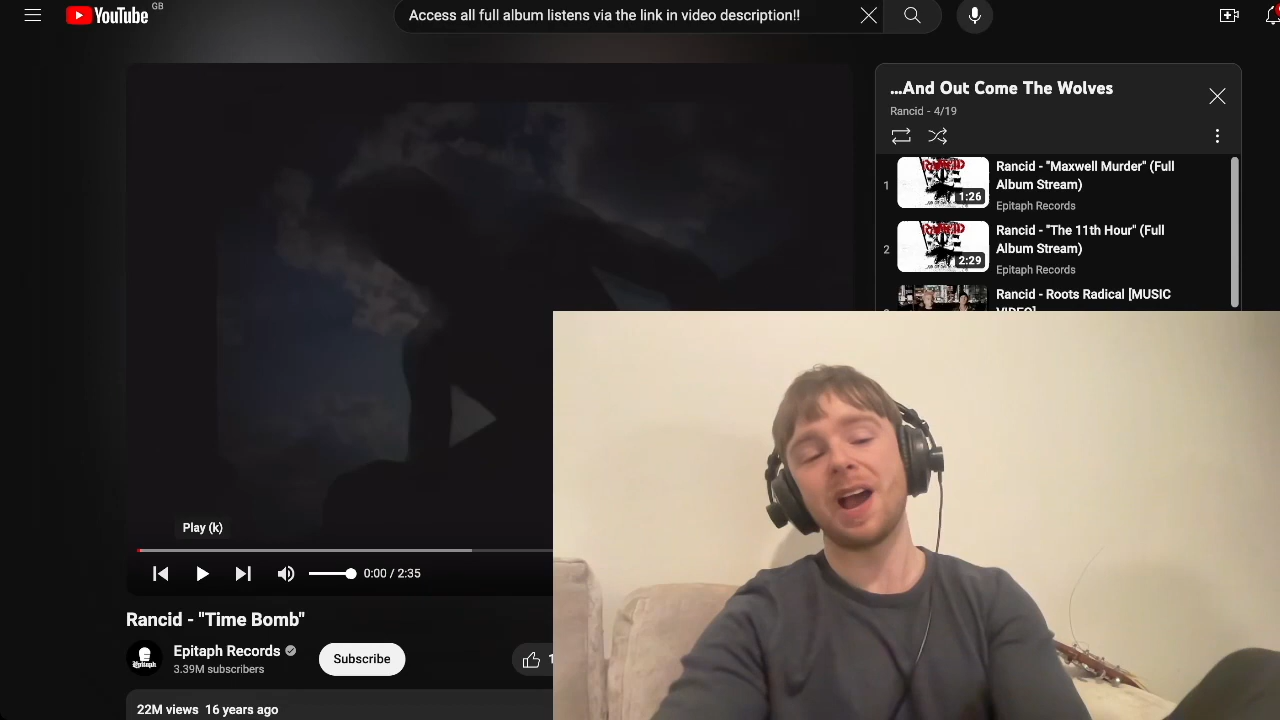 YouTube GB
Access all full album listens via the link in video description!!
...And Out Come The Wolves
Rancid - 4/19
1
Rancid - "Maxwell Murder" (Full
Album Stream)
1:26
Epitaph Records
2
Rancid - "The 11th Hour" (Full
Album Stream)
2:29
Epitaph Records
Rancid - Roots Radical [MUSIC
VIDEO]
Play (k)
0:00 / 2:35
Rancid - "Time Bomb"
Epitaph Records
3.39M subscribers
Subscribe
22M views 16 years ago